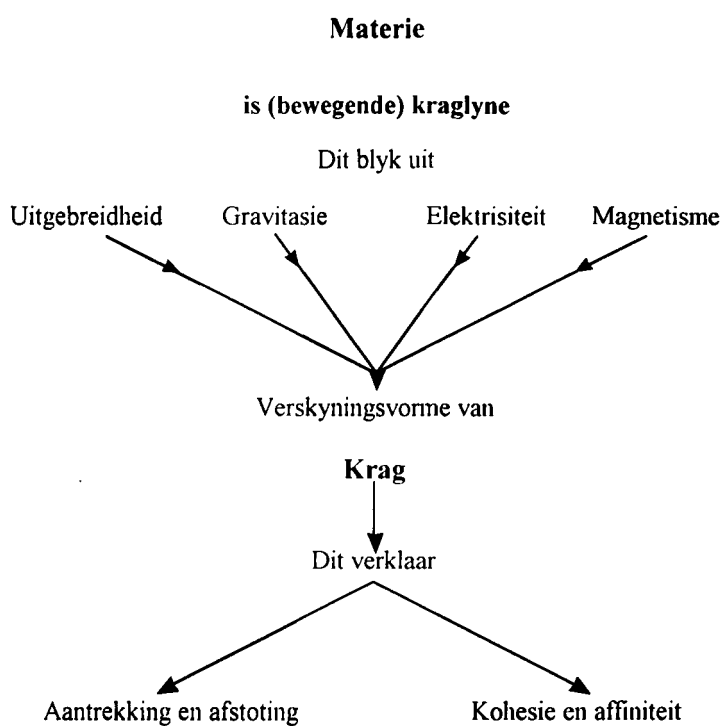 Materie
is (bewegende) kraglyne
Dit blyk uit
Uitgebreidheid Gravitasie Elektrisiteit Magnetisme
Verskyningsvorme van
Krag
Dit verklaar
Aantrekking en afstoting Kohesie en affiniteit